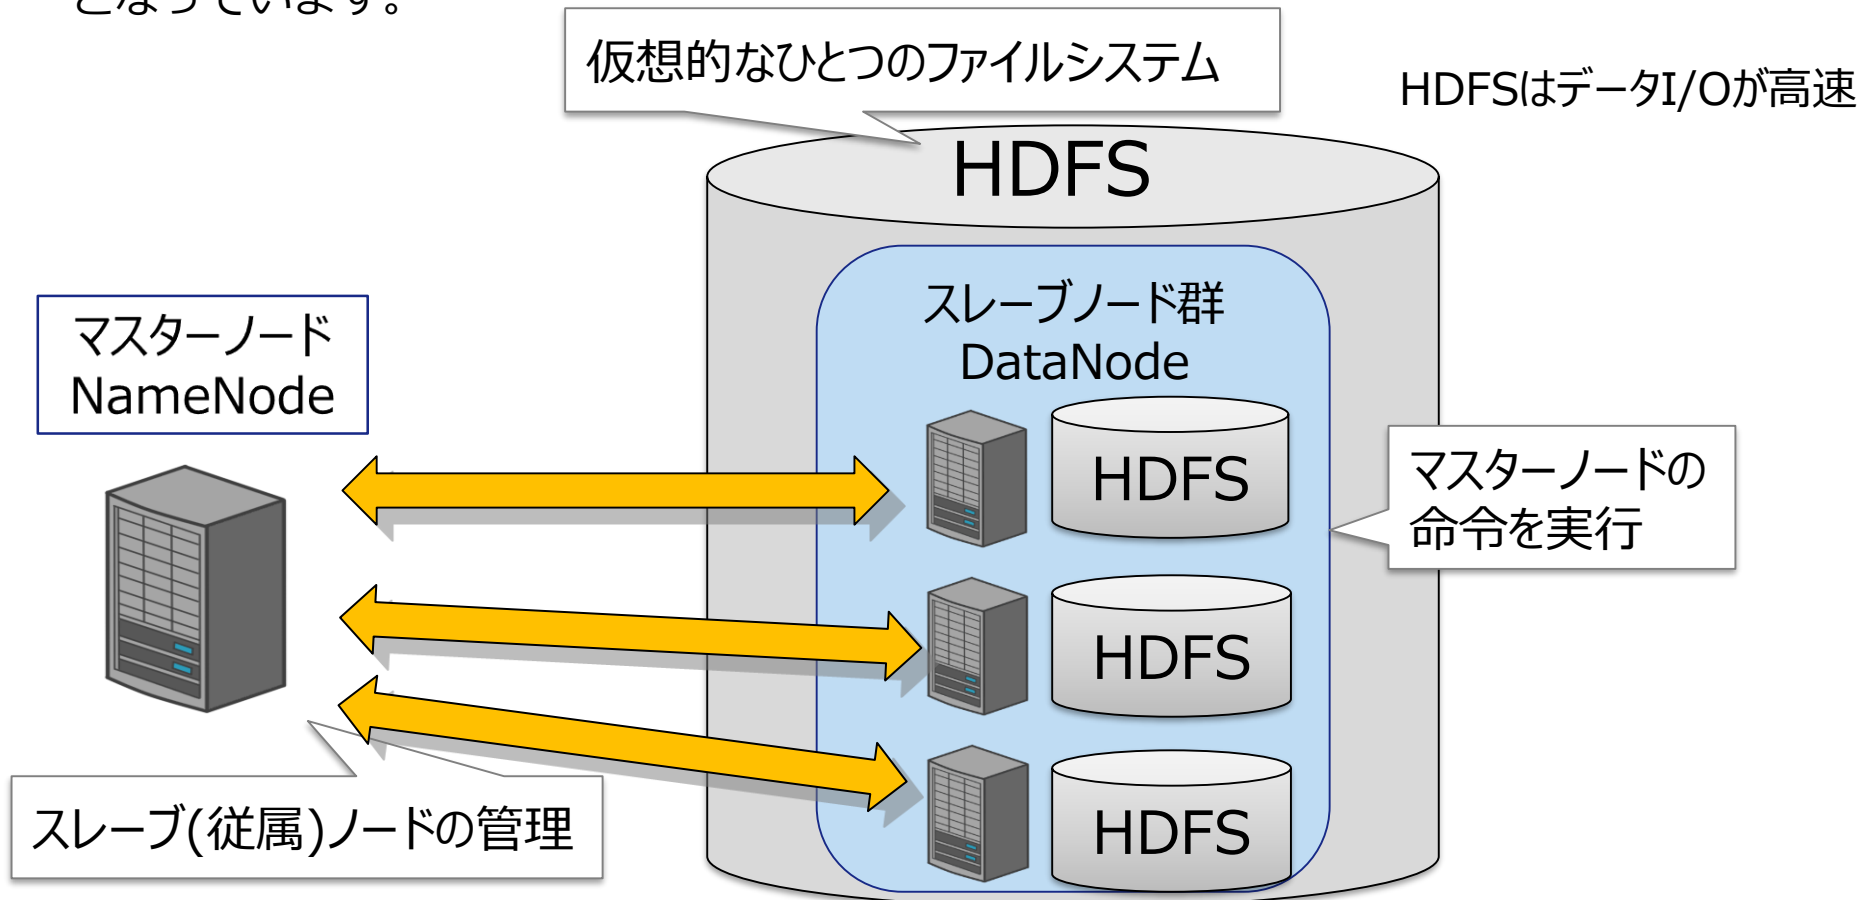 となっています。
仮想的なひとつのファイルシステム
HDFSはデータI/Oが高速
HDFS
スレーブノード群
DataNode
マスターノード
NameNode
HDFS
マスターノードの
命令を実行
HDFS
スレーブ(従属)ノードの管理
HDFS